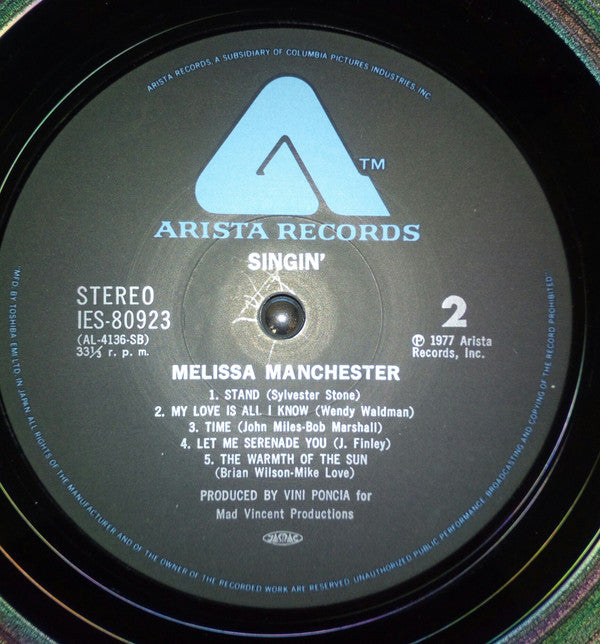 ARISTA RECORDS, A SUBSIDIARY OF COLUMBIA PICTURES INDUSTRIES, INC.
TM
ARISTA RECORDS
SINGIN'
STEREO
IES-80923
(AL-4136-SB)
33⅓ r. p. m.
2
Ⓟ 1977 Arista
Records, Inc.
MELISSA MANCHESTER
1. STAND (Sylvester Stone)
2. MY LOVE IS ALL I KNOW (Wendy Waldman)
3. TIME (John Miles-Bob Marshall)
4. LET ME SERENADE YOU (J. Finley)
5. THE WARMTH OF THE SUN
(Brian Wilson-Mike Love)
PRODUCED BY VINI PONCIA for
Mad Vincent Productions
JASRAC
MFD. BY TOSHIBA EMI LTD. IN JAPAN ALL RIGHTS OF THE MANUFACTURER AND OF THE OWNER OF THE RECORDED WORK ARE RESERVED. UNAUTHORIZED PUBLIC PERFORMANCE BROADCASTING AND COPYING OF THE RECORD PROHIBITED